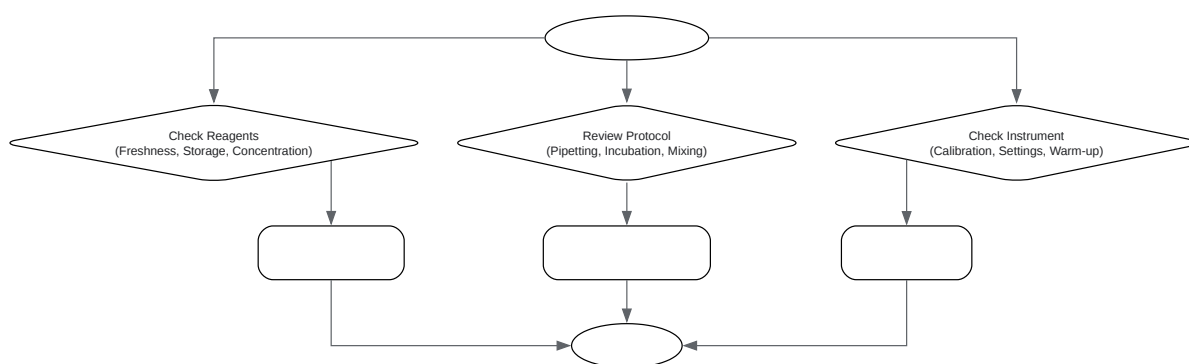 Check Reagents
(Freshness, Storage, Concentration)
Review Protocol
(Pipetting, Incubation, Mixing)
Check Instrument
(Calibration, Settings, Warm-up)